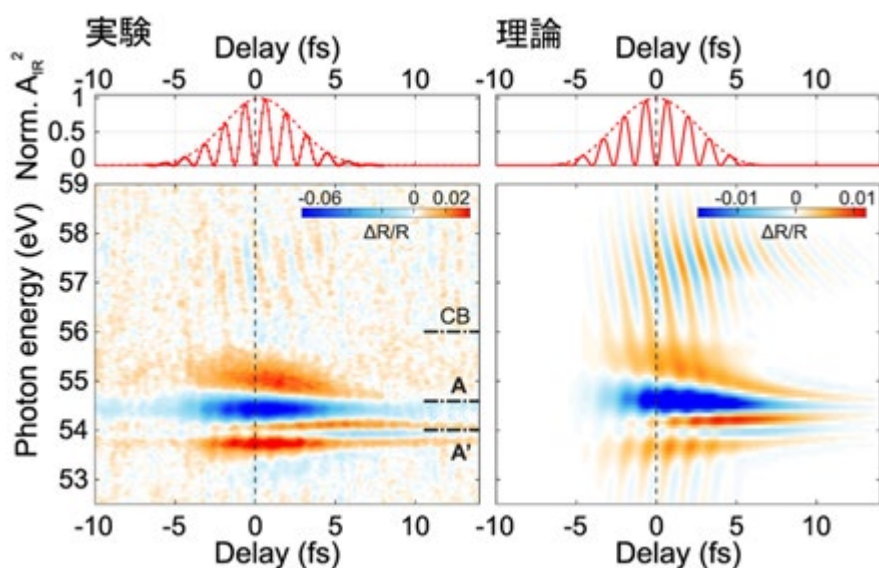 実験
Delay (fs)
-10 -5 0 5 10
Norm. A_IR^2
1
0.5
0
Photon energy (eV)
59
58
57
56
55
54
53
-0.06 0 0.02
ΔR/R
CB
A
A'
-10 -5 0 5 10
Delay (fs)
理論
Delay (fs)
-10 -5 0 5 10
-0.01 0 0.01
ΔR/R
-10 -5 0 5 10
Delay (fs)